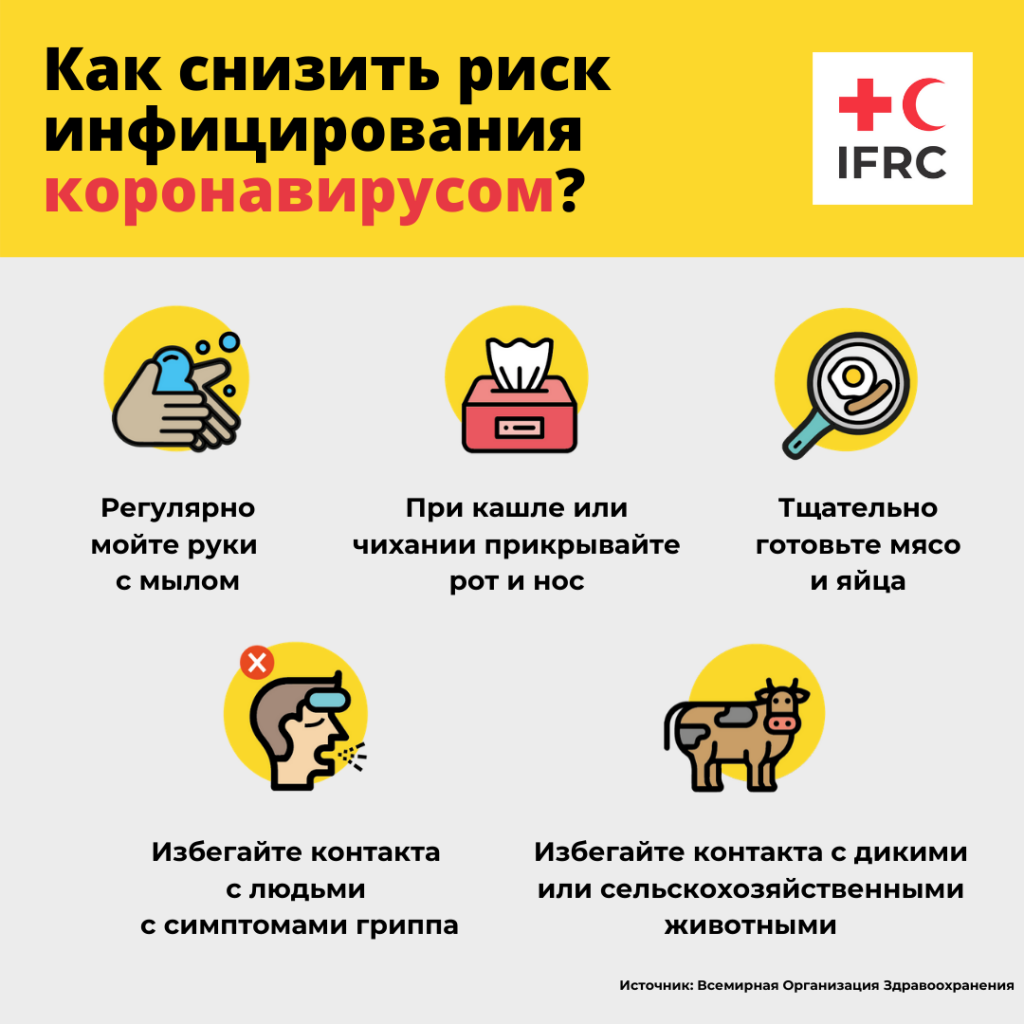 Как снизить риск
инфицирования
коронавирусом?
IFRC
Регулярно
мойте руки
с мылом
При кашле или
чихании прикрывайте
рот и нос
Тщательно
готовьте мясо
и яйца
Избегайте контакта
с людьми
с симптомами гриппа
Избегайте контакта с дикими
или сельскохозяйственными
животными
Источник: Всемирная Организация Здравоохранения